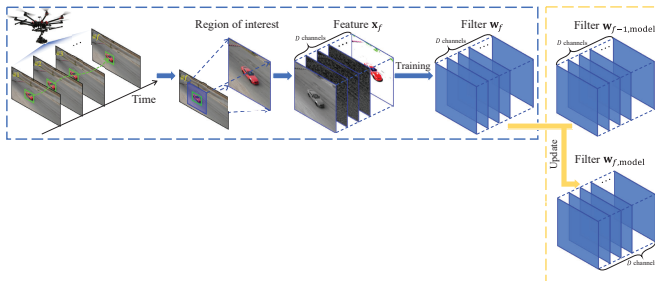 Region of interest
Feature x_f
Filter w_f
Filter w_{f−1,model}
D channels
D channels
D channels
Time
Training
Update
Filter w_{f,model}
D channels